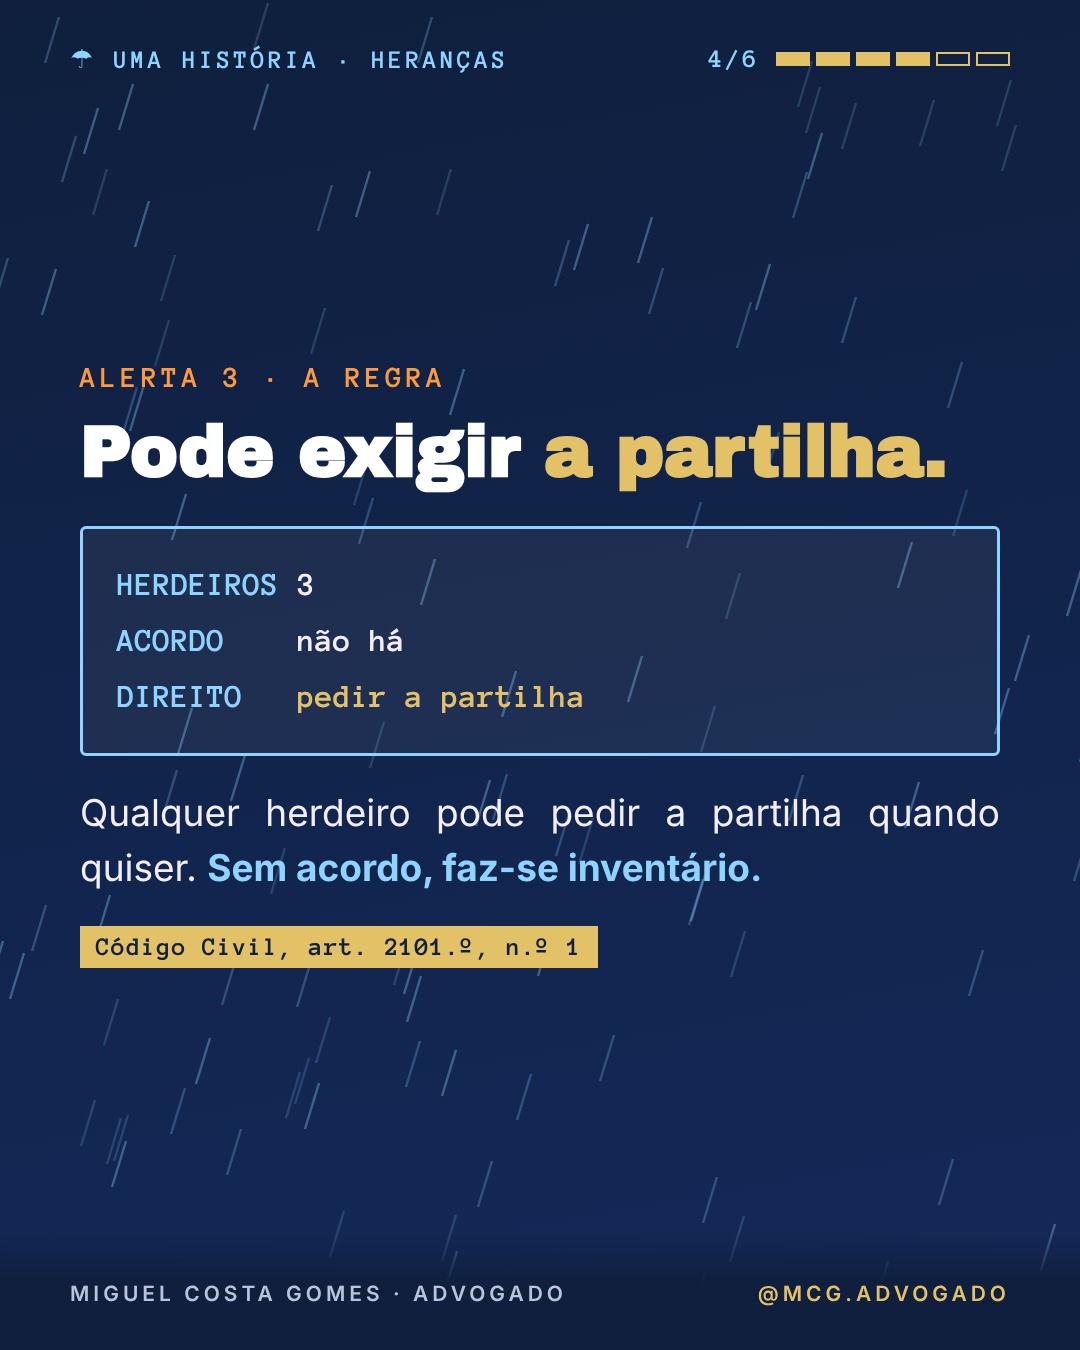 ☂ UMA HISTÓRIA · HERANÇAS
4/6
ALERTA 3 · A REGRA
Pode exigir a partilha.
HERDEIROS 3
ACORDO não há
DIREITO pedir a partilha
Qualquer herdeiro pode pedir a partilha quando
quiser. Sem acordo, faz-se inventário.
Código Civil, art. 2101.º, n.º 1
MIGUEL COSTA GOMES · ADVOGADO
@MCG.ADVOGADO